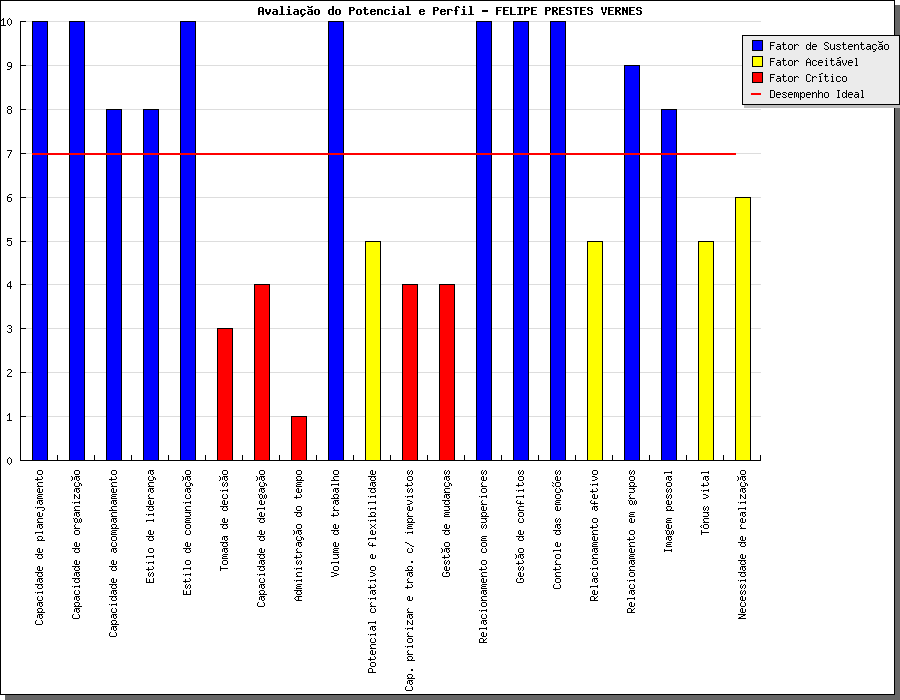 Avaliação do Potencial e Perfil - FELIPE PRESTES VERNES
Fator de Sustentação
Fator Aceitável
Fator Crítico
Desempenho Ideal
10
9
8
7
6
5
4
3
2
1
0
Capacidade de planejamento
Capacidade de organização
Capacidade de acompanhamento
Estilo de liderança
Estilo de comunicação
Tomada de decisão
Capacidade de delegação
Administração do tempo
Volume de trabalho
Potencial criativo e flexibilidade
Cap. priorizar e trab. c/ imprevistos
Gestão de mudanças
Relacionamento com superiores
Gestão de conflitos
Controle das emoções
Relacionamento afetivo
Relacionamento em grupos
Imagem pessoal
Tônus vital
Necessidade de realização